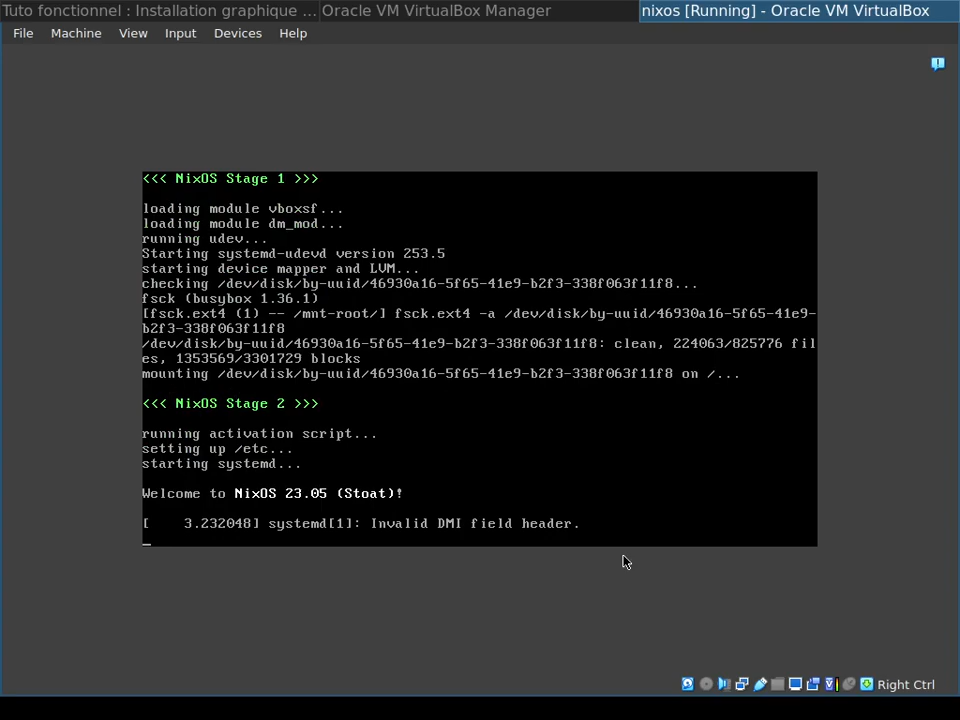 Tuto fonctionnel : Installation graphique ... Oracle VM VirtualBox Manager nixos [Running] - Oracle VM VirtualBox
File Machine View Input Devices Help
<<< NixOS Stage 1 >>>
loading module vboxsf...
loading module dm_mod...
running udev...
Starting systemd-udevd version 253.5
starting device mapper and LVM...
checking /dev/disk/by-uuid/46930a16-5f65-41e9-b2f3-338f063f11f8...
fsck (busybox 1.36.1)
[fsck.ext4 (1) -- /mnt-root/] fsck.ext4 -a /dev/disk/by-uuid/46930a16-5f65-41e9-
b2f3-338f063f11f8
/dev/disk/by-uuid/46930a16-5f65-41e9-b2f3-338f063f11f8: clean, 224063/825776 fil
es, 1353569/3301729 blocks
mounting /dev/disk/by-uuid/46930a16-5f65-41e9-b2f3-338f063f11f8 on /...
<<< NixOS Stage 2 >>>
running activation script...
setting up /etc...
starting systemd...
Welcome to NixOS 23.05 (Stoat)!
[    3.232048] systemd[1]: Invalid DMI field header.
Right Ctrl